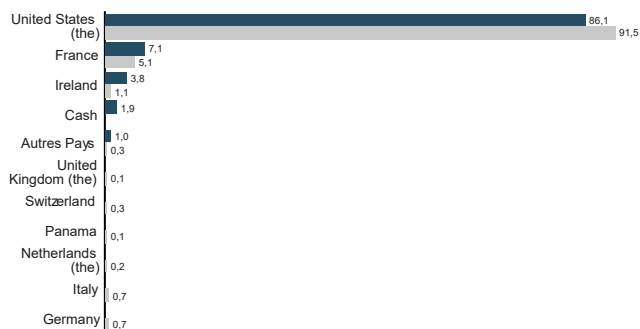 United States
(the)
86,1
91,5
France
7,1
5,1
Ireland
3,8
1,1
Cash
1,9
Autres Pays
1,0
0,3
United
Kingdom (the)
0,1
Switzerland
0,3
Panama
0,1
Netherlands
(the)
0,2
Italy
0,7
Germany
0,7